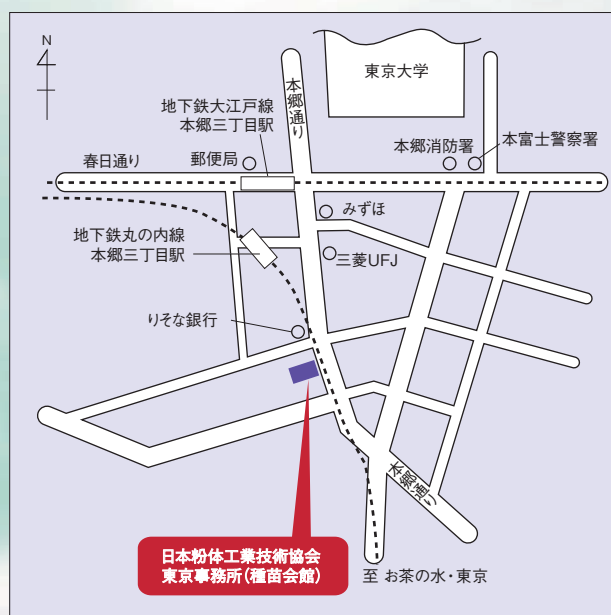 N
東京大学
本郷通り
地下鉄大江戸線
本郷三丁目駅
本郷消防署
本富士警察署
春日通り
郵便局
みずほ
地下鉄丸の内線
本郷三丁目駅
三菱UFJ
りそな銀行
本郷通り
日本粉体工業技術協会
東京事務所(種苗会館)
至 お茶の水・東京